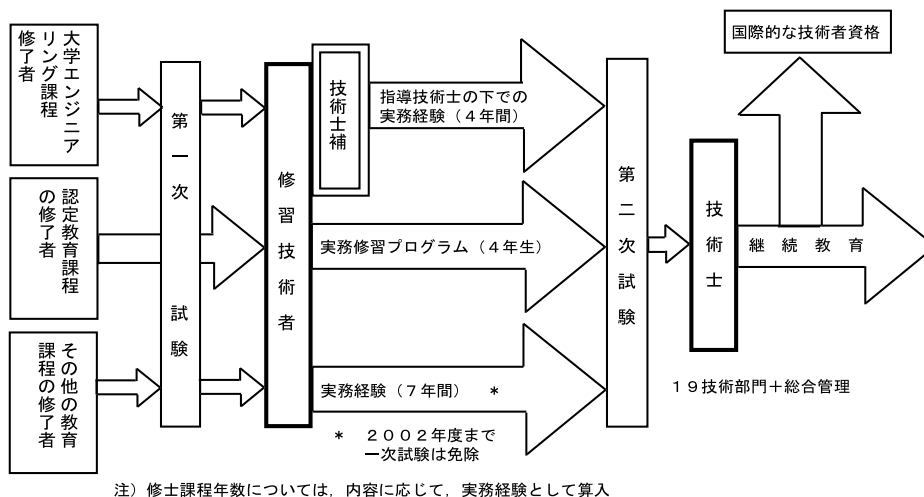 大学エンジニア
リング課程
修了者
認定教育課程
の修了者
その他の教育
課程の修了者
第一次　試験
修習技術者
技術士補
指導技術士の下での
実務経験（４年間）
実務修習プログラム（４年生）
実務経験（７年間）　＊
＊　２００２年度まで
一次試験は免除
第二次試験
技術士
国際的な技術者資格
継続教育
１９技術部門＋総合管理
注）修士課程年数については，内容に応じて，実務経験として算入